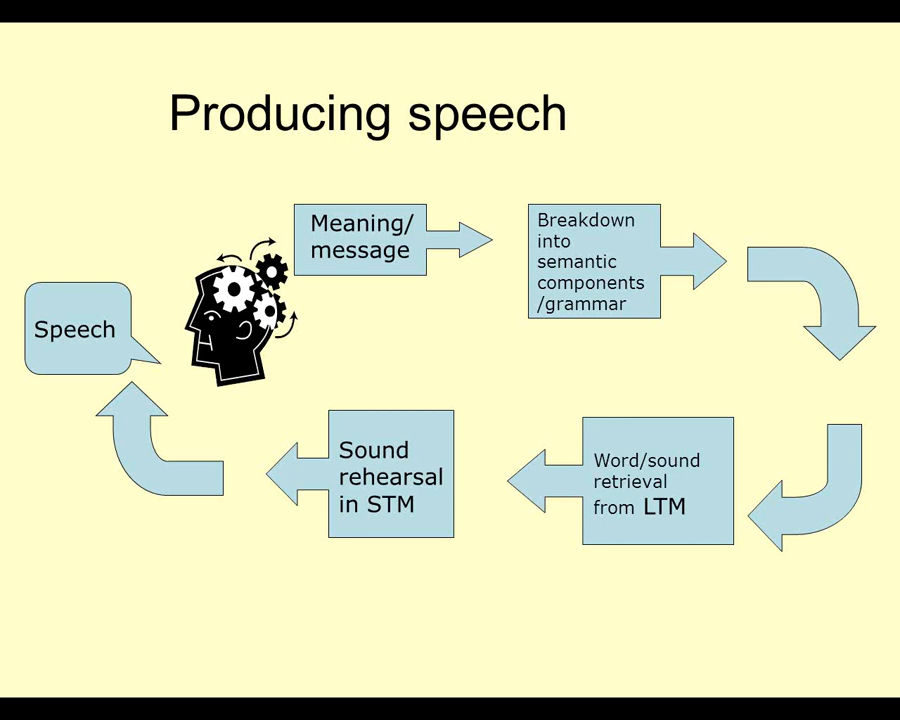 Producing speech
Meaning/
message
Breakdown
into
semantic
components
/grammar
Word/sound
retrieval
from LTM
Sound
rehearsal
in STM
Speech